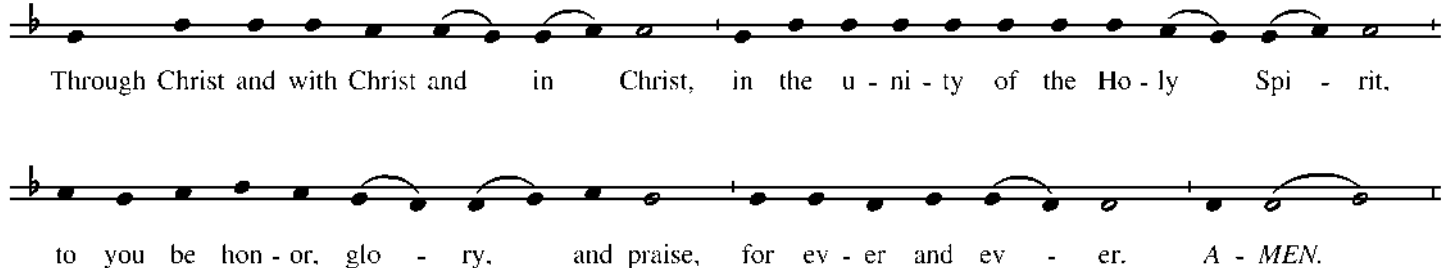 Through Christ and with Christ and in Christ, in the u - ni - ty of the Ho - ly Spi - rit,
to you be hon - or, glo - ry, and praise, for ev - er and ev - er. A - MEN.